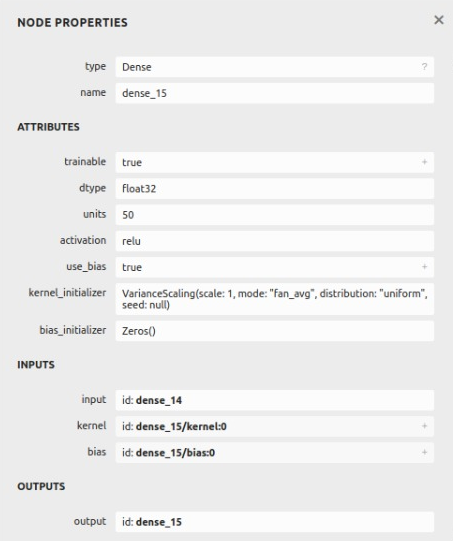 NODE PROPERTIES ×
type Dense ?
name dense_15
ATTRIBUTES
trainable true +
dtype float32
units 50
activation relu
use_bias true +
kernel_initializer VarianceScaling(scale: 1, mode: "fan_avg", distribution: "uniform",
seed: null)
bias_initializer Zeros()
INPUTS
input id: dense_14
kernel id: dense_15/kernel:0 +
bias id: dense_15/bias:0 +
OUTPUTS
output id: dense_15